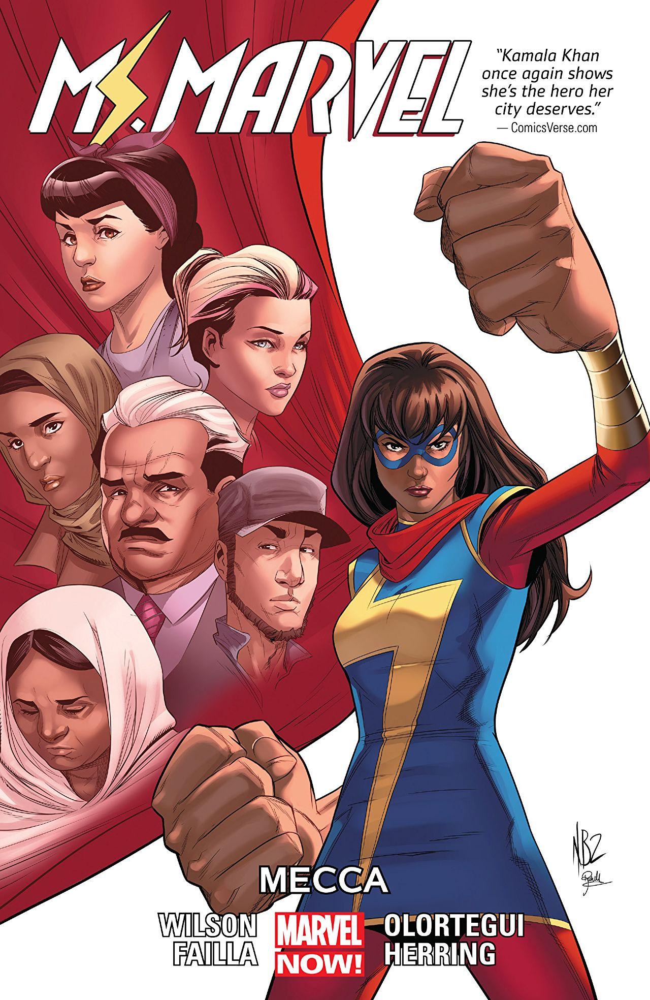 MS. MARVEL
“Kamala Khan
once again shows
she’s the hero her
city deserves.”
— ComicsVerse.com
NBZ
MECCA
WILSON
FAILLA
MARVEL
NOW!
OLORTEGUI
HERRING